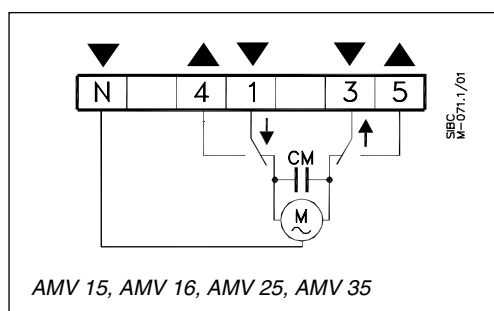 N 4 1 3 5
SIBC
M-071.1/01
CM
M
AMV 15, AMV 16, AMV 25, AMV 35